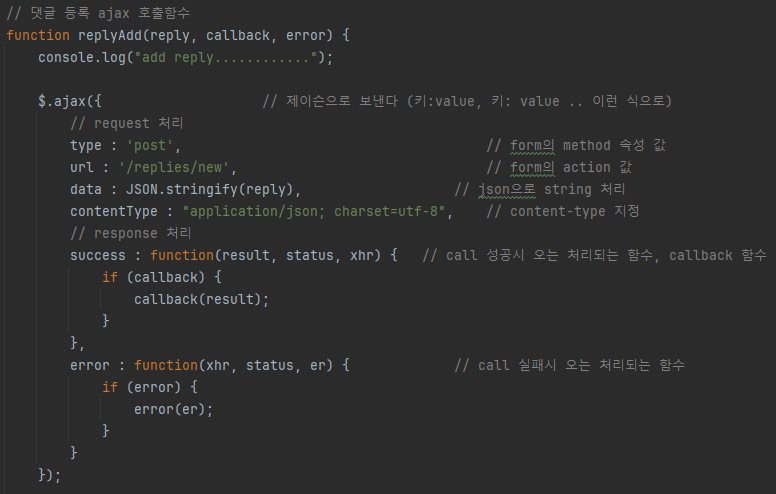 // 댓글 등록 ajax 호출함수
function replyAdd(reply, callback, error) {
    console.log("add reply............");

    $.ajax({                    // 제이슨으로 보낸다 (키:value, 키: value .. 이런 식으로)
        // request 처리
        type : 'post',                                      // form의 method 속성 값
        url : '/replies/new',                               // form의 action 값
        data : JSON.stringify(reply),                   // json으로 string 처리
        contentType : "application/json; charset=utf-8",    // content-type 지정
        // response 처리
        success : function(result, status, xhr) {   // call 성공시 오는 처리되는 함수, callback 함수
            if (callback) {
                callback(result);
            }
        },
        error : function(xhr, status, er) {             // call 실패시 오는 처리되는 함수
            if (error) {
                error(er);
            }
        }
    });